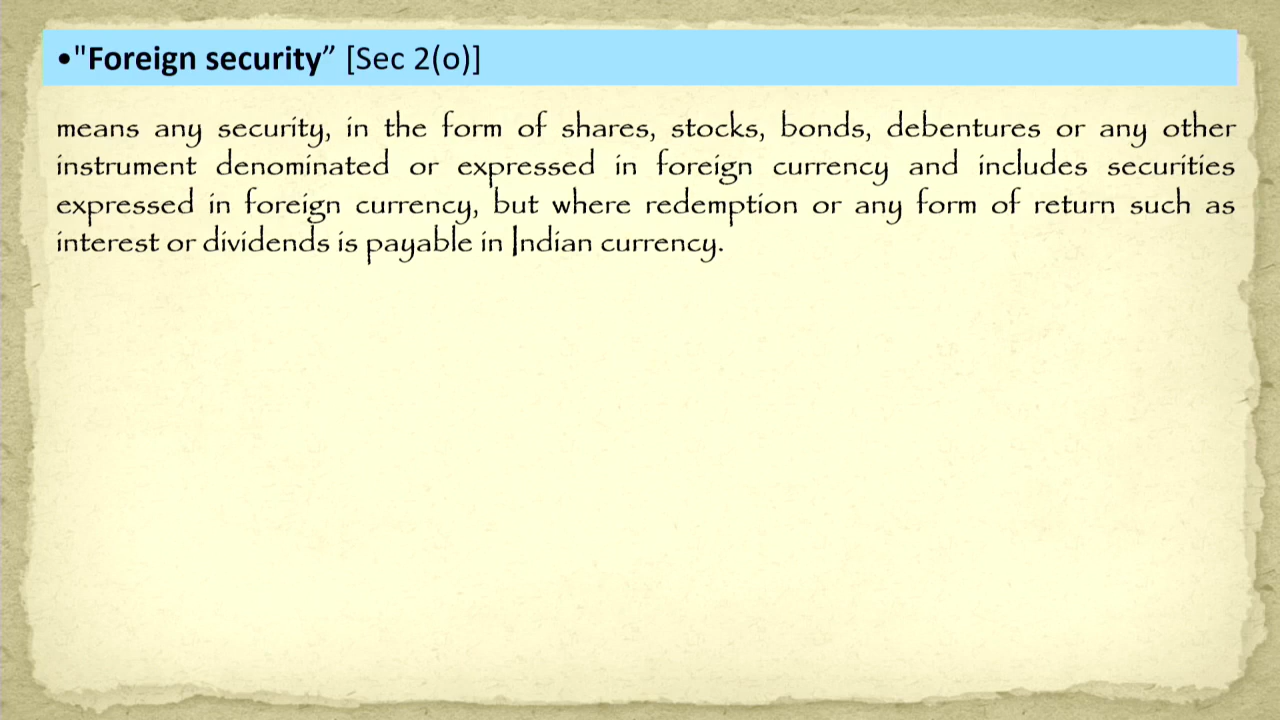 •"Foreign security” [Sec 2(o)]
means any security, in the form of shares, stocks, bonds, debentures or any other
instrument denominated or expressed in foreign currency and includes securities
expressed in foreign currency, but where redemption or any form of return such as
interest or dividends is payable in Indian currency.